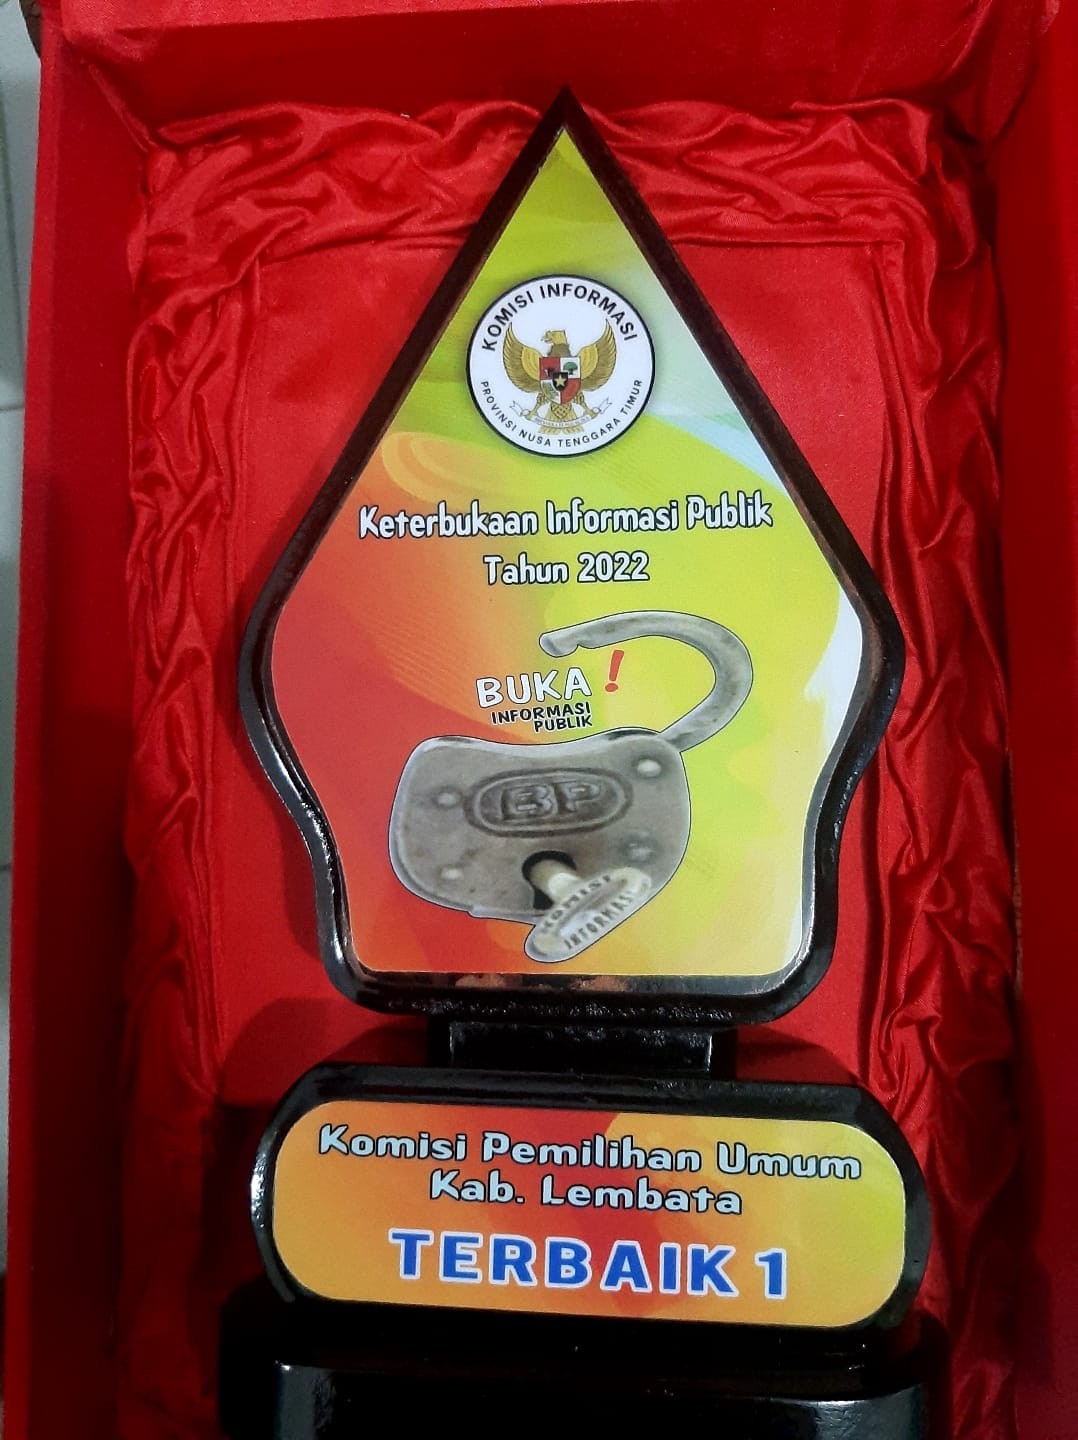 KOMISI INFORMASI
PROVINSI NUSA TENGGARA TIMUR
Keterbukaan Informasi Publik
Tahun 2022
BUKA !
INFORMASI
PUBLIK
BP
KOMISI
INFORMASI
Komisi Pemilihan Umum
Kab. Lembata
TERBAIK 1